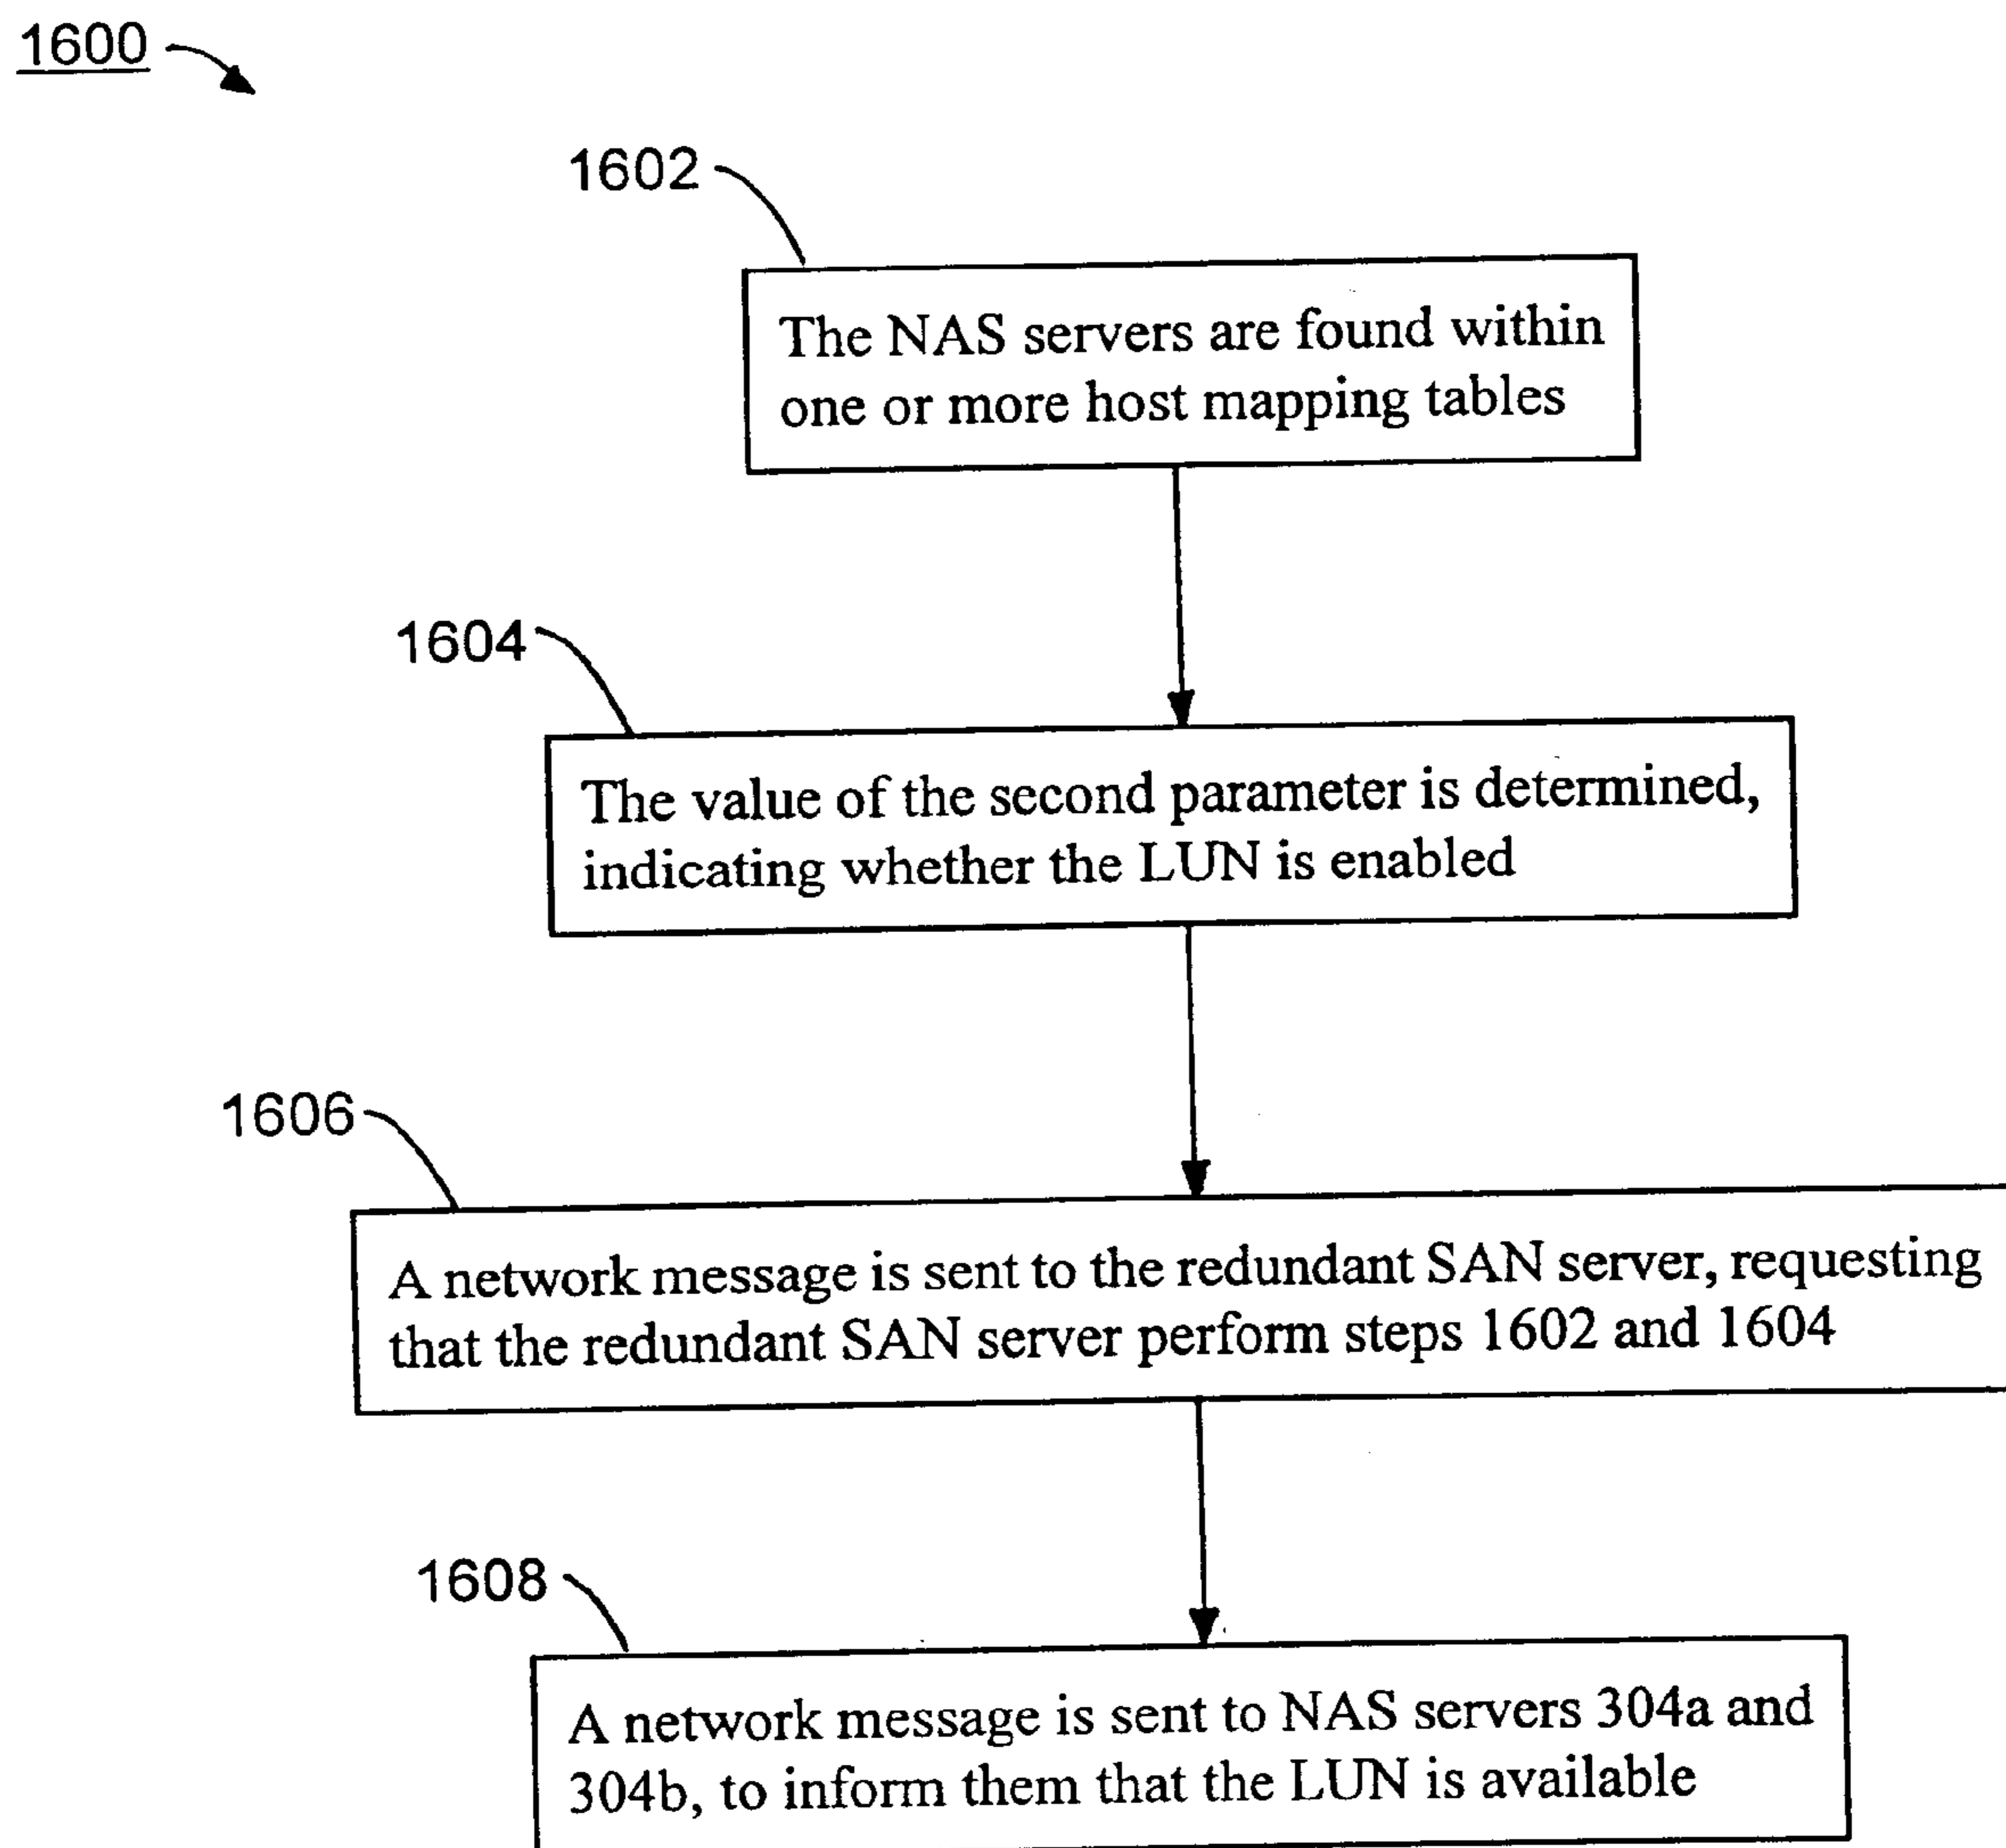 1600
1602
The NAS servers are found within
one or more host mapping tables
1604
The value of the second parameter is determined,
indicating whether the LUN is enabled
1606
A network message is sent to the redundant SAN server, requesting
that the redundant SAN server perform steps 1602 and 1604
1608
A network message is sent to NAS servers 304a and
304b, to inform them that the LUN is available